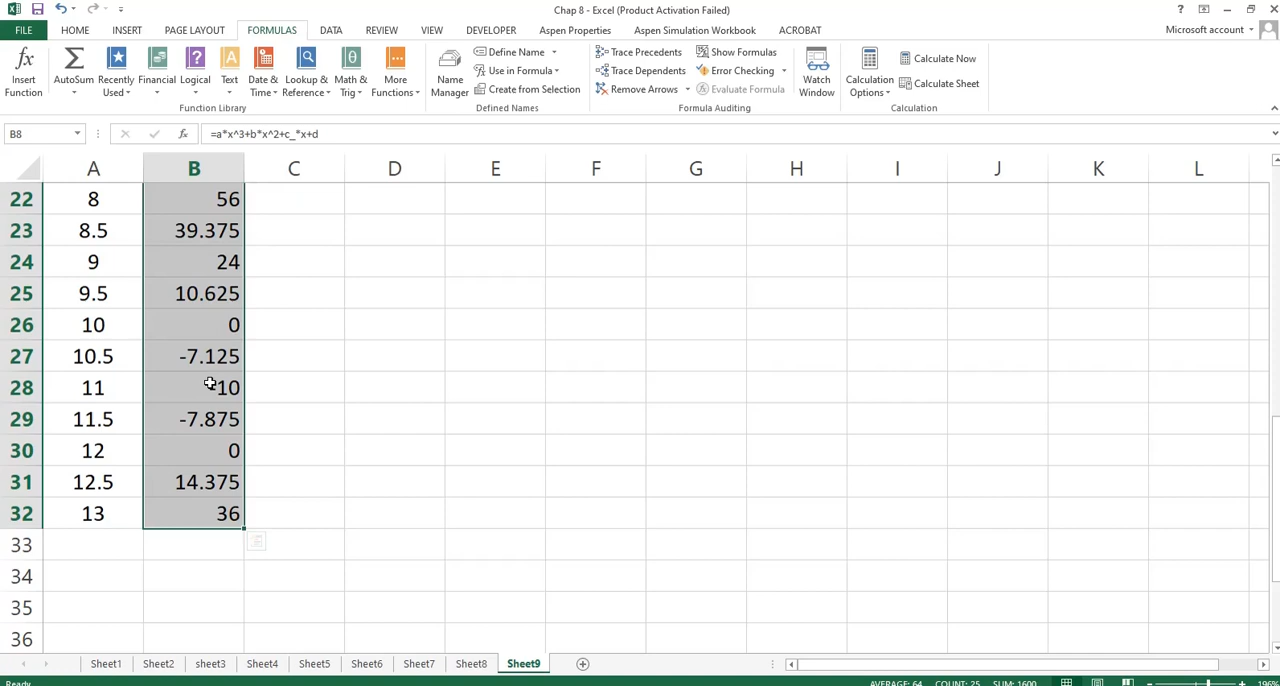 Chap 8 - Excel (Product Activation Failed)
FILE HOME INSERT PAGE LAYOUT FORMULAS DATA REVIEW VIEW DEVELOPER Aspen Properties Aspen Simulation Workbook ACROBAT Microsoft account
fx Insert Function
Σ AutoSum
Recently Used
Financial
Logical
Text
Date & Time
Lookup & Reference
Math & Trig
More Functions
Function Library
Name Manager
Define Name
Use in Formula
Create from Selection
Defined Names
Trace Precedents
Trace Dependents
Remove Arrows
Show Formulas
Error Checking
Evaluate Formula
Formula Auditing
Watch Window
Calculation Options
Calculate Now
Calculate Sheet
Calculation
B8 fx =a*x^3+b*x^2+c_*x+d
A B C D E F G H I J K L
22 8 56
23 8.5 39.375
24 9 24
25 9.5 10.625
26 10 0
27 10.5 -7.125
28 11 -10
29 11.5 -7.875
30 12 0
31 12.5 14.375
32 13 36
33
34
35
36
Sheet1 Sheet2 sheet3 Sheet4 Sheet5 Sheet6 Sheet7 Sheet8 Sheet9
Ready AVERAGE: 64 COUNT: 25 SUM: 1600 196%